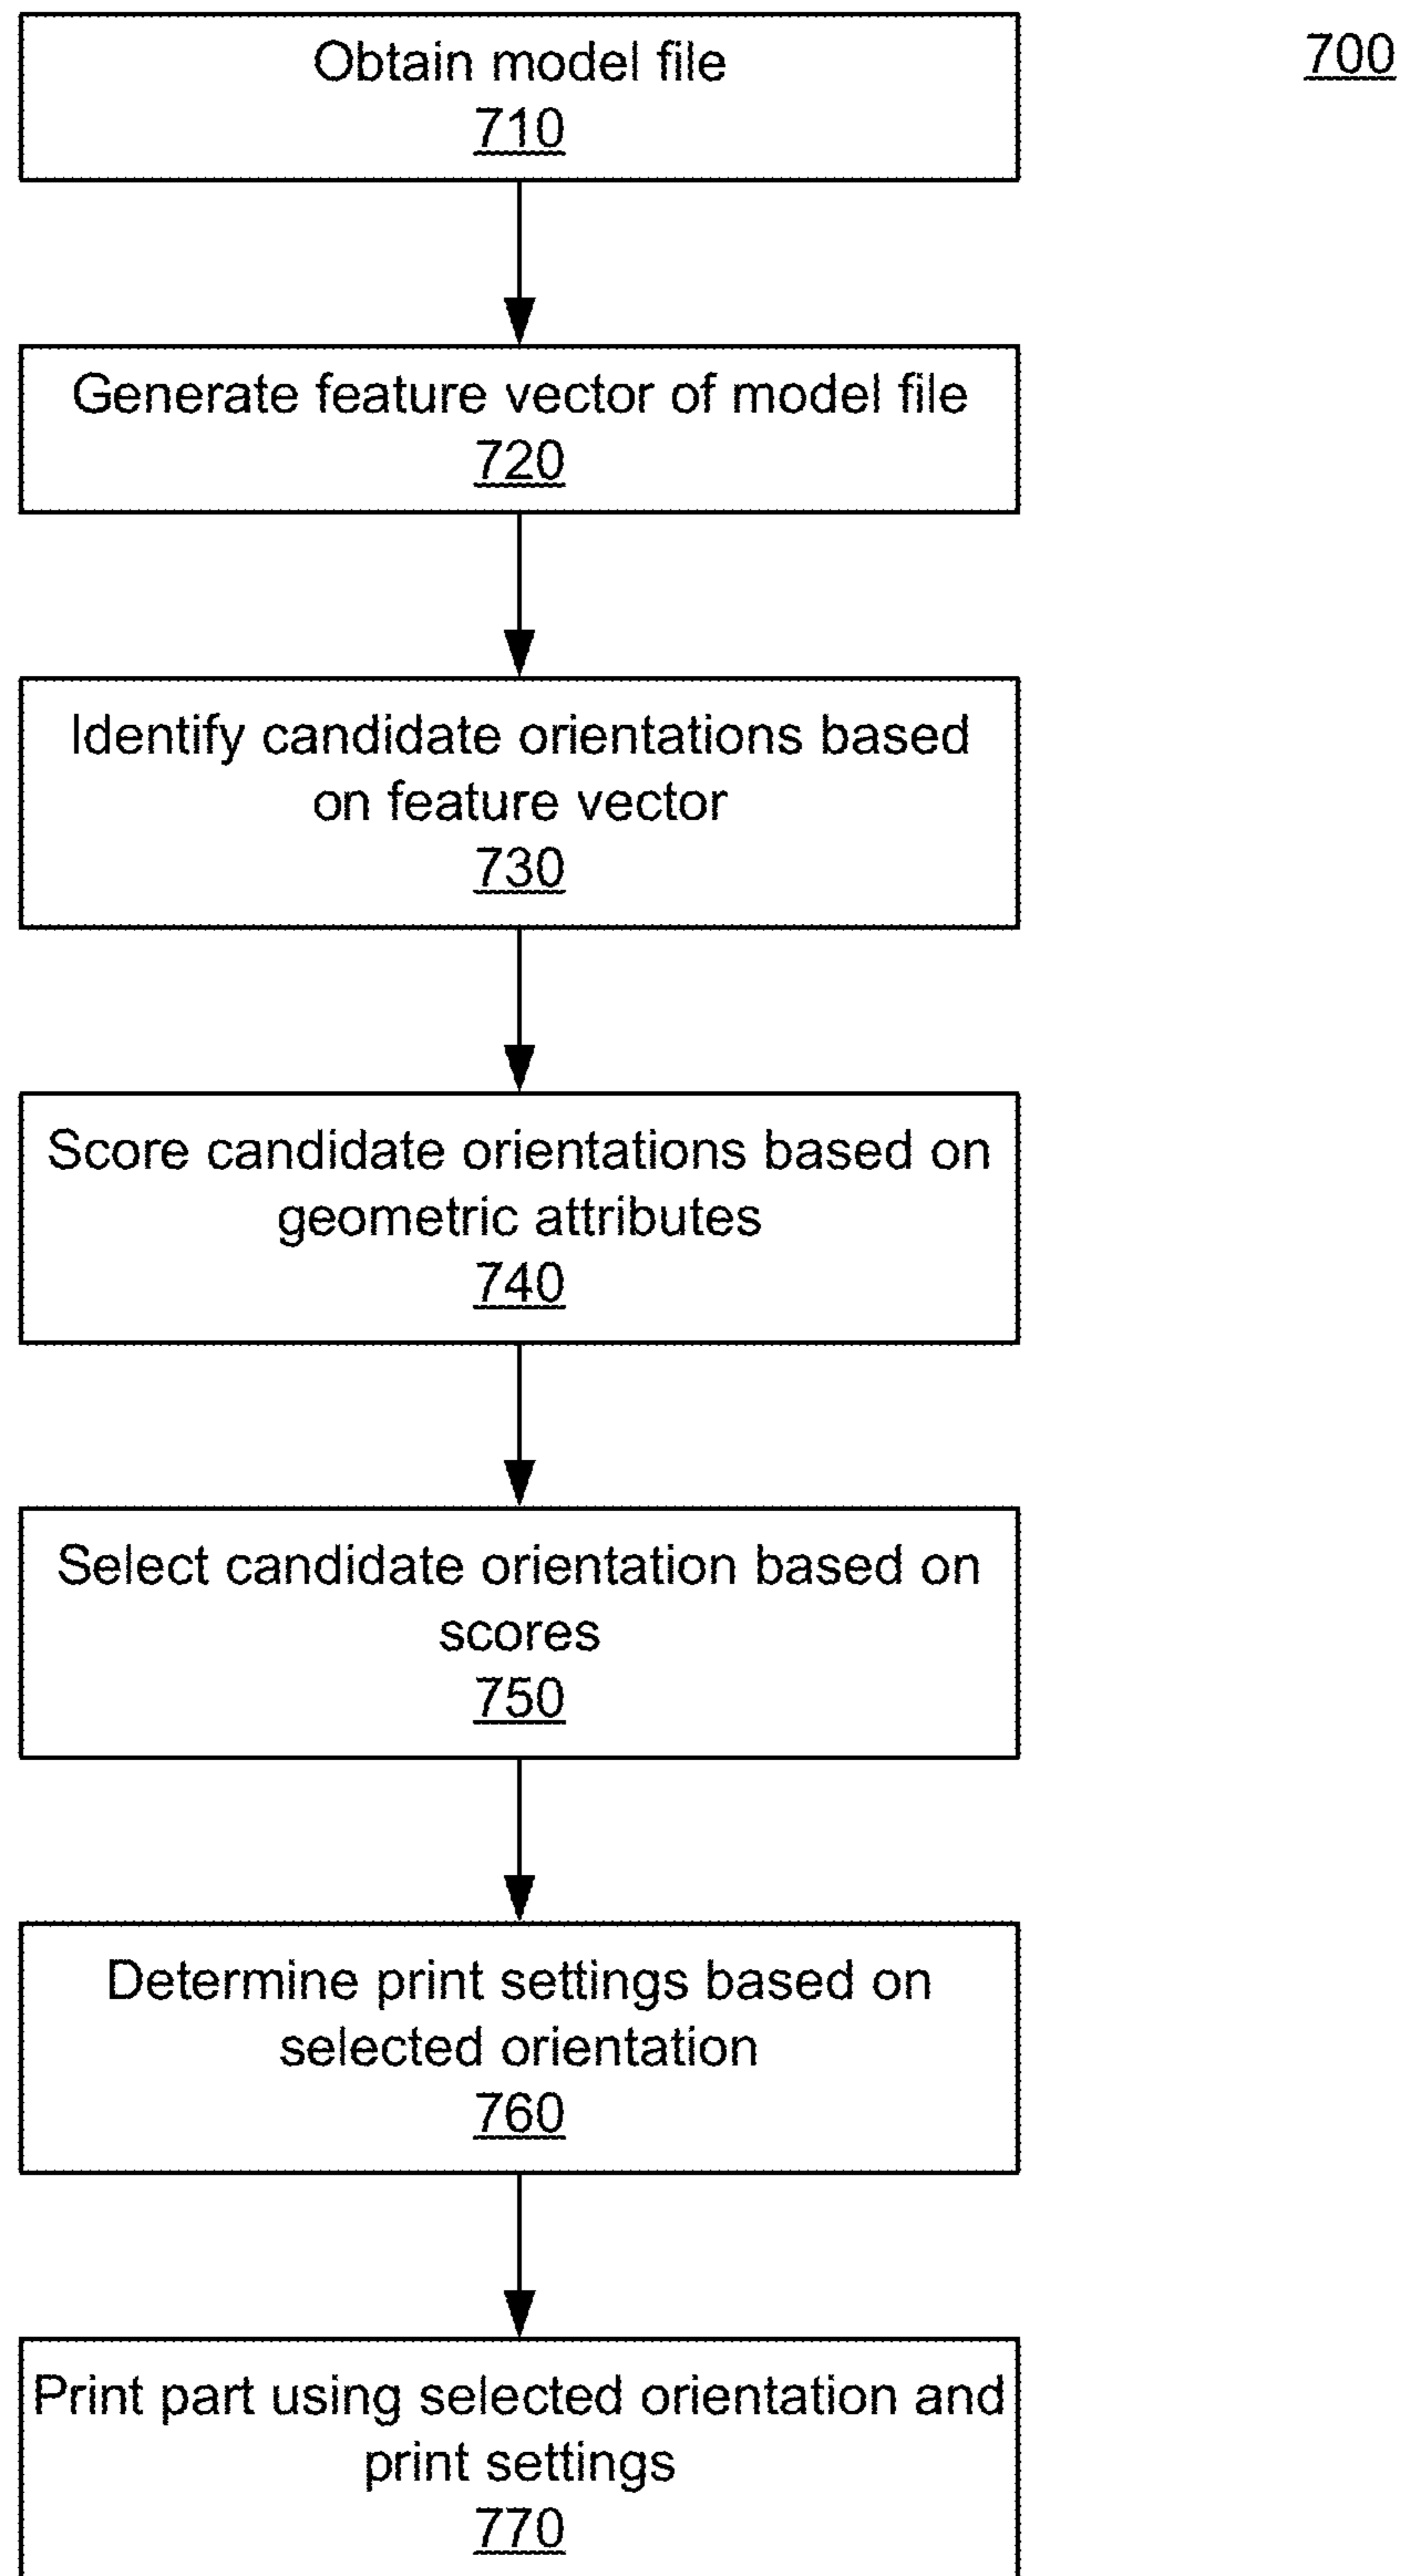 Obtain model file
710
700
Generate feature vector of model file
720
Identify candidate orientations based
on feature vector
730
Score candidate orientations based on
geometric attributes
740
Select candidate orientation based on
scores
750
Determine print settings based on
selected orientation
760
Print part using selected orientation and
print settings
770